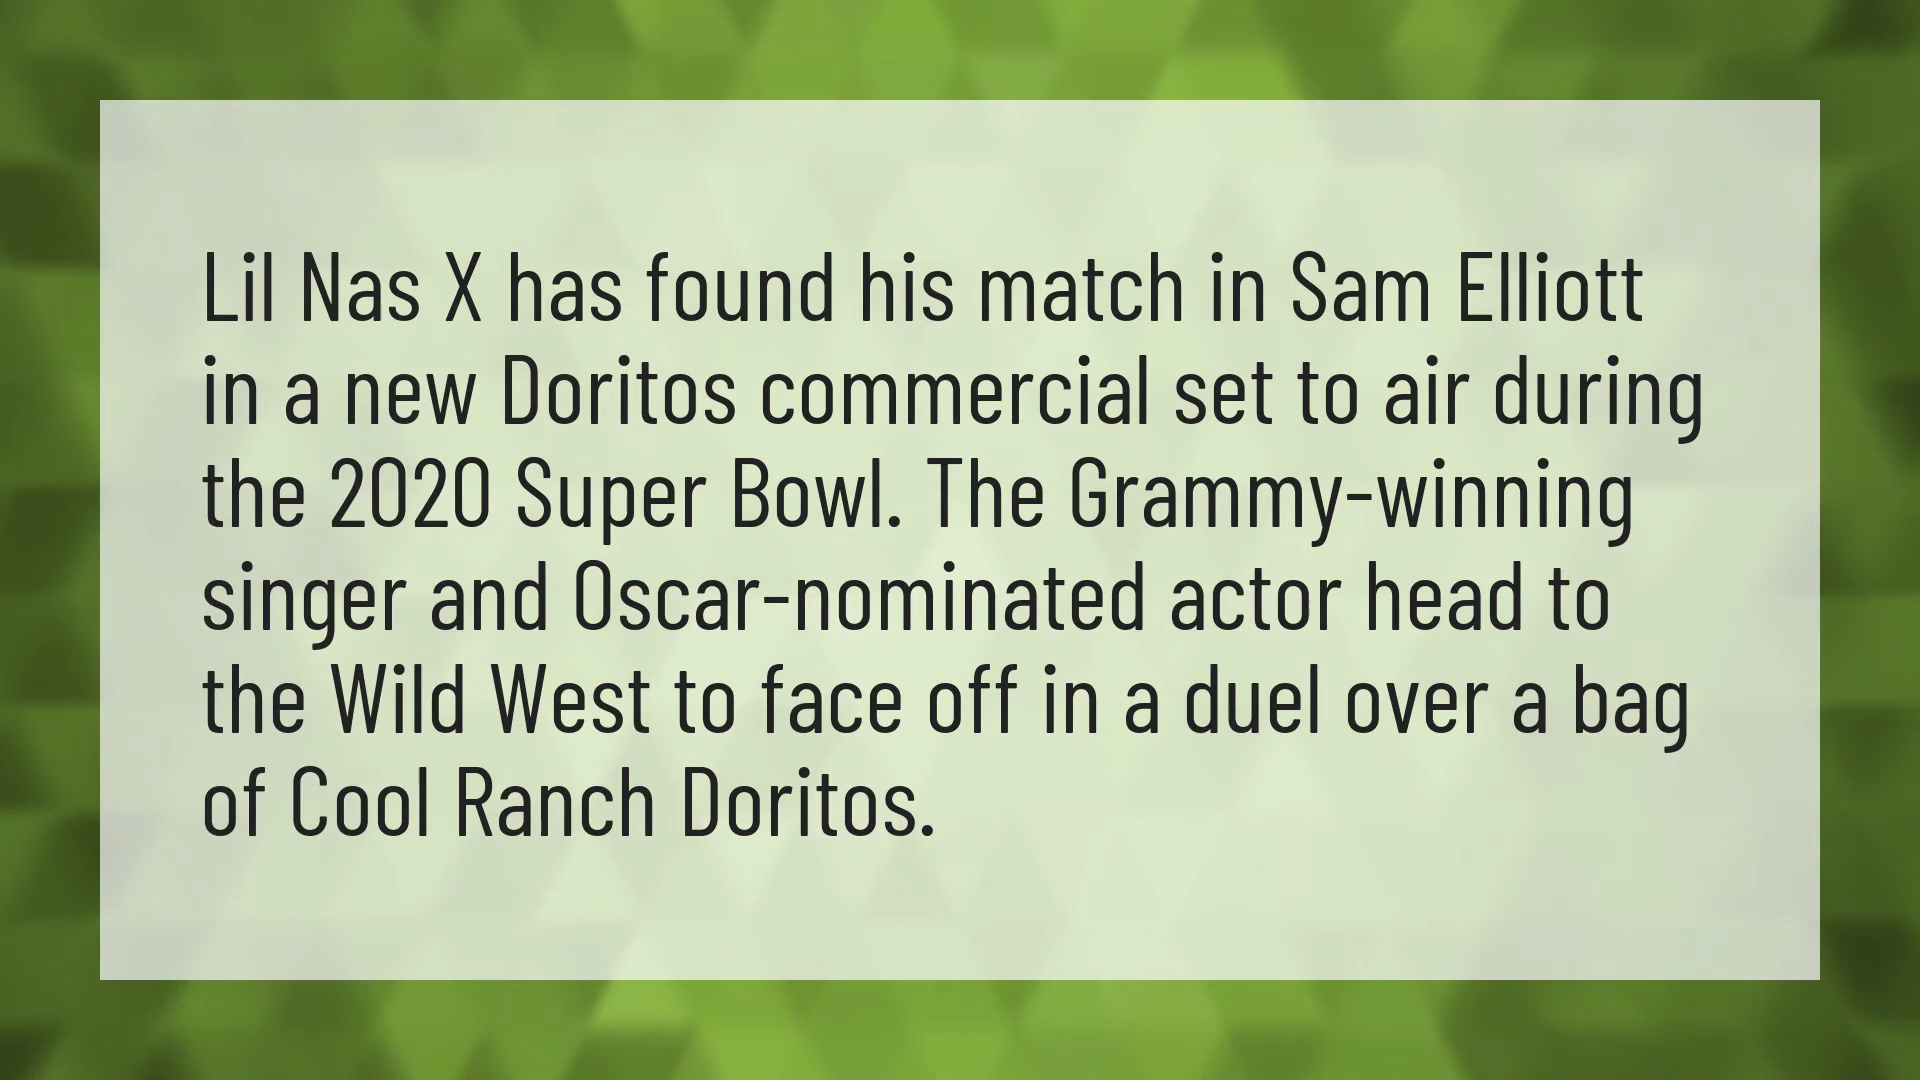 Lil Nas X has found his match in Sam Elliott
in a new Doritos commercial set to air during
the 2020 Super Bowl. The Grammy-winning
singer and Oscar-nominated actor head to
the Wild West to face off in a duel over a bag
of Cool Ranch Doritos.